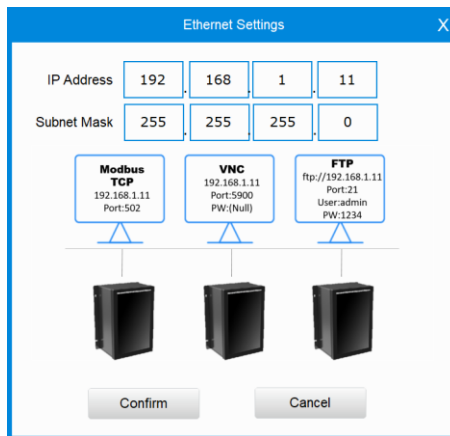 Ethernet Settings X
IP Address 192 . 168 . 1 . 11
Subnet Mask 255 . 255 . 255 . 0
Modbus
TCP
192.168.1.11
Port:502
VNC
192.168.1.11
Port:5900
PW:(Null)
FTP
ftp://192.168.1.11
Port:21
User:admin
PW:1234
Confirm
Cancel